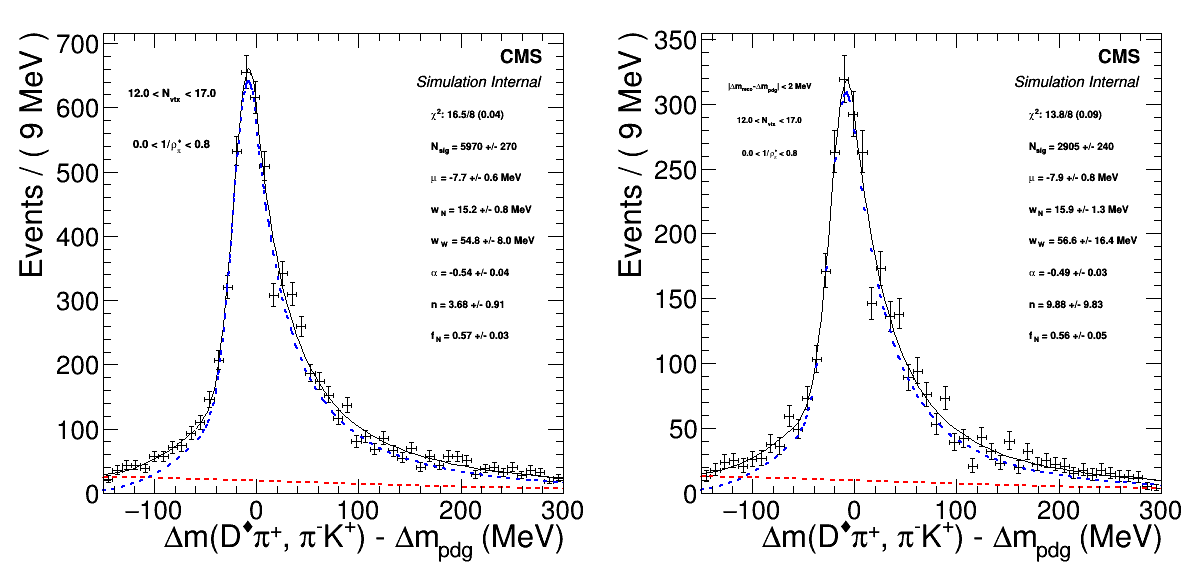 Events / ( 9 MeV )
700
600
500
400
300
200
100
0
CMS
Simulation Internal
12.0 < N_vtx < 17.0
0.0 < 1/ρ_π^♦ < 0.8
χ²: 16.5/8 (0.04)
N_sig = 5970 +/- 270
μ = -7.7 +/- 0.6 MeV
w_N = 15.2 +/- 0.8 MeV
w_W = 54.8 +/- 8.0 MeV
α = -0.54 +/- 0.04
n = 3.68 +/- 0.91
f_N = 0.57 +/- 0.03
−100 0 100 200 300
Δm(D^♦π⁺, π⁻K⁺) - Δm_pdg (MeV)
Events / ( 9 MeV )
350
300
250
200
150
100
50
0
CMS
Simulation Internal
|Δm_reco-Δm_pdg| < 2 MeV
12.0 < N_vtx < 17.0
0.0 < 1/ρ_π^♦ < 0.8
χ²: 13.8/8 (0.09)
N_sig = 2905 +/- 240
μ = -7.9 +/- 0.8 MeV
w_N = 15.9 +/- 1.3 MeV
w_W = 56.6 +/- 16.4 MeV
α = -0.49 +/- 0.03
n = 9.88 +/- 9.83
f_N = 0.56 +/- 0.05
−100 0 100 200 300
Δm(D^♦π⁺, π⁻K⁺) - Δm_pdg (MeV)